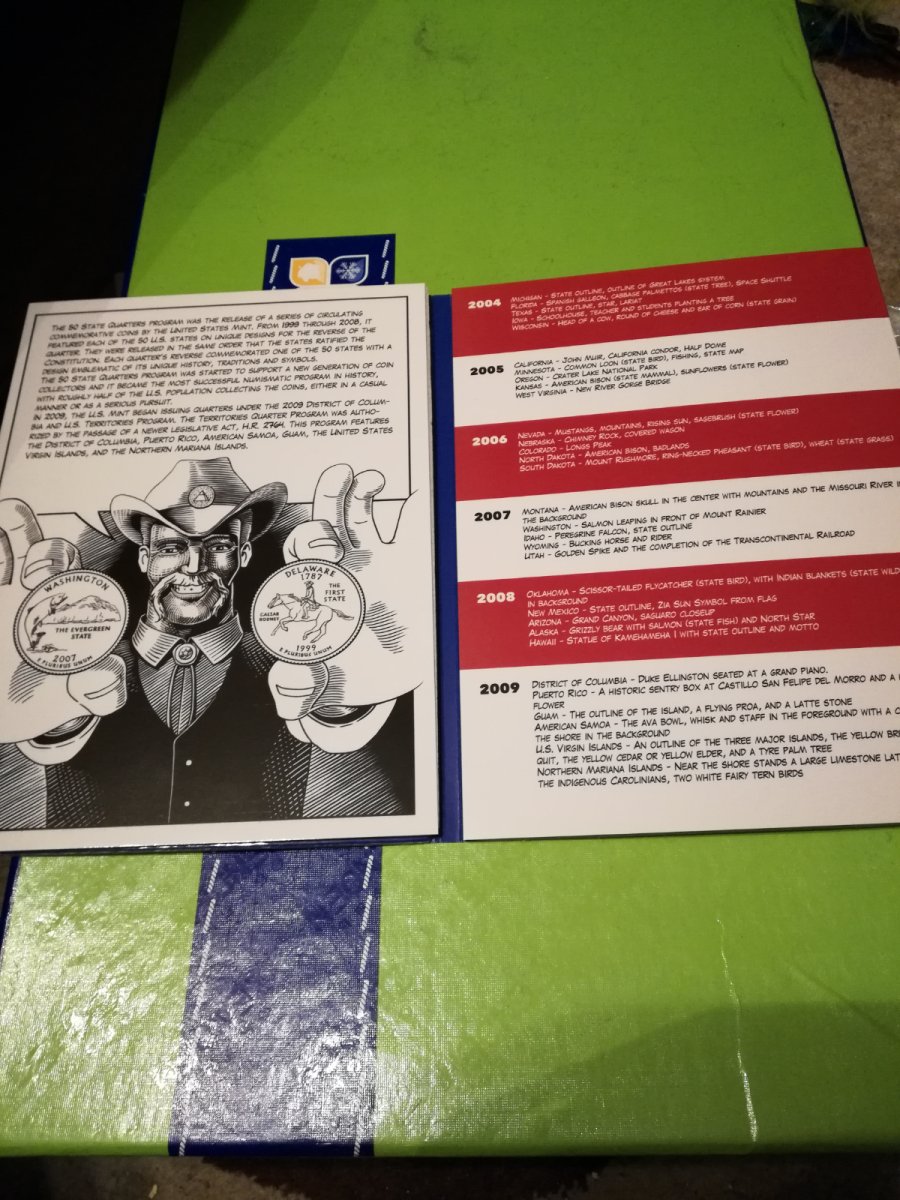 THE 50 STATE QUARTERS PROGRAM WAS THE RELEASE OF A SERIES OF CIRCULATING
COMMEMORATIVE COINS BY THE UNITED STATES MINT. FROM 1999 THROUGH 2008, IT
FEATURED EACH OF THE 50 U.S. STATES ON UNIQUE DESIGNS FOR THE REVERSE OF THE
QUARTER. THEY WERE RELEASED IN THE SAME ORDER THAT THE STATES RATIFIED THE
CONSTITUTION. EACH QUARTER'S REVERSE COMMEMORATED ONE OF THE 50 STATES WITH A
DESIGN EMBLEMATIC OF ITS UNIQUE HISTORY, TRADITIONS AND SYMBOLS.
THE 50 STATE QUARTERS PROGRAM WAS STARTED TO SUPPORT A NEW GENERATION OF COIN
COLLECTORS AND IT BECAME THE MOST SUCCESSFUL NUMISMATIC PROGRAM IN HISTORY,
WITH ROUGHLY HALF OF THE U.S. POPULATION COLLECTING THE COINS, EITHER IN A CASUAL
MANNER OR AS A SERIOUS PURSUIT.
IN 2009, THE U.S. MINT BEGAN ISSUING QUARTERS UNDER THE 2009 DISTRICT OF COLUM-
BIA AND U.S. TERRITORIES PROGRAM. THE TERRITORIES QUARTER PROGRAM WAS AUTHO-
RIZED BY THE PASSAGE OF A NEWER LEGISLATIVE ACT, H.R. 2764. THIS PROGRAM FEATURES
THE DISTRICT OF COLUMBIA, PUERTO RICO, AMERICAN SAMOA, GUAM, THE UNITED STATES
VIRGIN ISLANDS, AND THE NORTHERN MARIANA ISLANDS.
WASHINGTON
THE EVERGREEN
STATE
2007
E PLURIBUS UNUM
DELAWARE
1787
THE
FIRST
STATE
CAESAR
RODNEY
1999
E PLURIBUS UNUM
2004
MICHIGAN - STATE OUTLINE, OUTLINE OF GREAT LAKES SYSTEM
FLORIDA - SPANISH GALLEON, CABBAGE PALMETTOS (STATE TREE), SPACE SHUTTLE
TEXAS - STATE OUTLINE, STAR, LARIAT
IOWA - SCHOOLHOUSE, TEACHER AND STUDENTS PLANTING A TREE
WISCONSIN - HEAD OF A COW, ROUND OF CHEESE AND EAR OF CORN (STATE GRAIN)
2005
CALIFORNIA - JOHN MUIR, CALIFORNIA CONDOR, HALF DOME
MINNESOTA - COMMON LOON (STATE BIRD), FISHING, STATE MAP
OREGON - CRATER LAKE NATIONAL PARK
KANSAS - AMERICAN BISON (STATE MAMMAL), SUNFLOWERS (STATE FLOWER)
WEST VIRGINIA - NEW RIVER GORGE BRIDGE
2006
NEVADA - MUSTANGS, MOUNTAINS, RISING SUN, SAGEBRUSH (STATE FLOWER)
NEBRASKA - CHIMNEY ROCK, COVERED WAGON
COLORADO - LONGS PEAK
NORTH DAKOTA - AMERICAN BISON, BADLANDS
SOUTH DAKOTA - MOUNT RUSHMORE, RING-NECKED PHEASANT (STATE BIRD), WHEAT (STATE GRASS)
2007
MONTANA - AMERICAN BISON SKULL IN THE CENTER WITH MOUNTAINS AND THE MISSOURI RIVER IN
THE BACKGROUND
WASHINGTON - SALMON LEAPING IN FRONT OF MOUNT RAINIER
IDAHO - PEREGRINE FALCON, STATE OUTLINE
WYOMING - BUCKING HORSE AND RIDER
UTAH - GOLDEN SPIKE AND THE COMPLETION OF THE TRANSCONTINENTAL RAILROAD
2008
OKLAHOMA - SCISSOR-TAILED FLYCATCHER (STATE BIRD), WITH INDIAN BLANKETS (STATE WILD
IN BACKGROUND
NEW MEXICO - STATE OUTLINE, ZIA SUN SYMBOL FROM FLAG
ARIZONA - GRAND CANYON, SAGUARO CLOSEUP
ALASKA - GRIZZLY BEAR WITH SALMON (STATE FISH) AND NORTH STAR
HAWAII - STATUE OF KAMEHAMEHA I WITH STATE OUTLINE AND MOTTO
2009
DISTRICT OF COLUMBIA - DUKE ELLINGTON SEATED AT A GRAND PIANO.
PUERTO RICO - A HISTORIC SENTRY BOX AT CASTILLO SAN FELIPE DEL MORRO AND A
FLOWER
GUAM - THE OUTLINE OF THE ISLAND, A FLYING PROA, AND A LATTE STONE
AMERICAN SAMOA - THE AVA BOWL, WHISK AND STAFF IN THE FOREGROUND WITH A
THE SHORE IN THE BACKGROUND
U.S. VIRGIN ISLANDS - AN OUTLINE OF THE THREE MAJOR ISLANDS, THE YELLOW
QUIT, THE YELLOW CEDAR OR YELLOW ELDER, AND A TYRE PALM TREE
NORTHERN MARIANA ISLANDS - NEAR THE SHORE STANDS A LARGE LIMESTONE
THE INDIGENOUS CAROLINIANS, TWO WHITE FAIRY TERN BIRDS